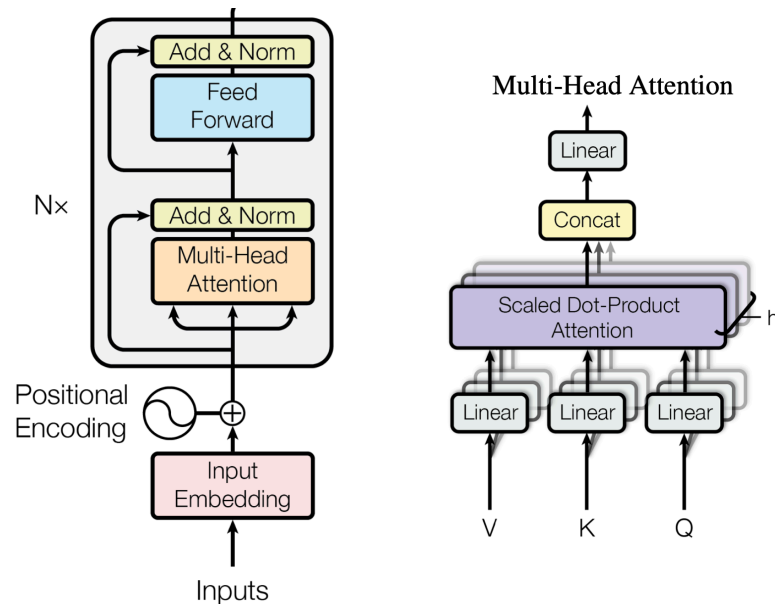 Add & Norm
Feed
Forward
N×
Add & Norm
Multi-Head
Attention
Positional
Encoding
Input
Embedding
Inputs
Multi-Head Attention
Linear
Concat
Scaled Dot-Product
Attention
h
Linear
Linear
Linear
V
K
Q